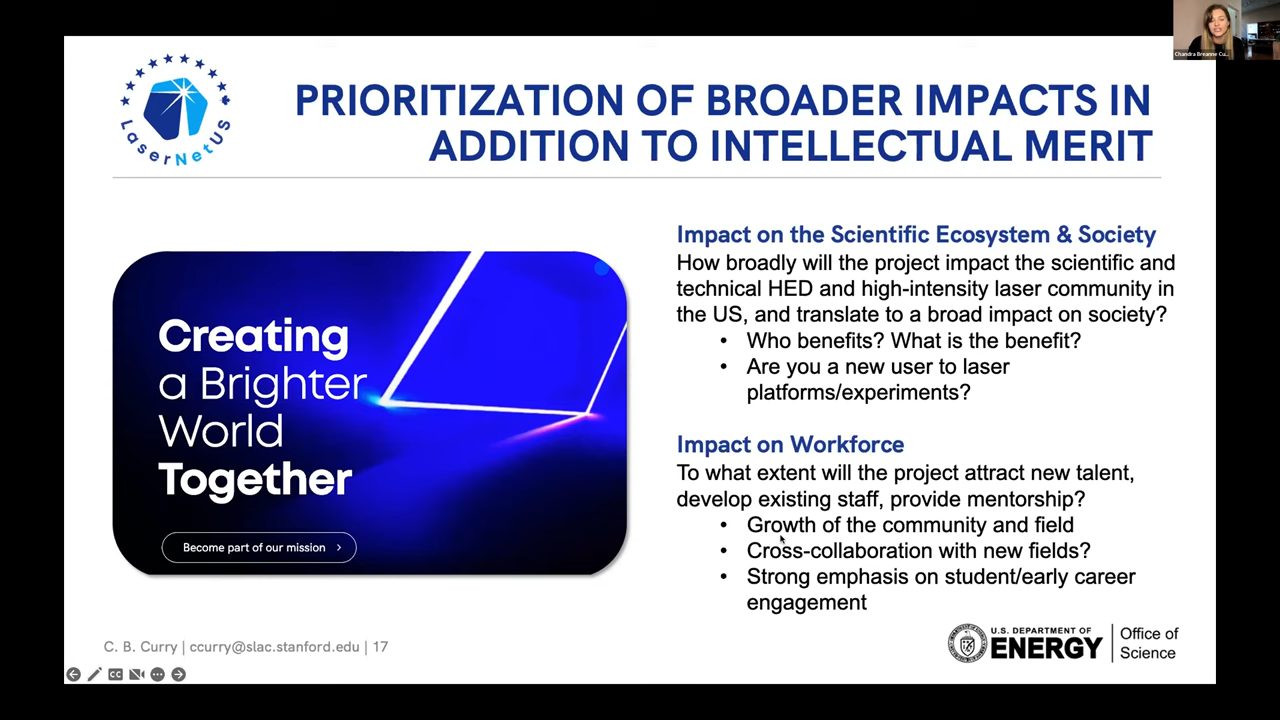 Chandra Breanne Cu...
LaserNetUS
PRIORITIZATION OF BROADER IMPACTS IN
ADDITION TO INTELLECTUAL MERIT
Creating
a Brighter
World
Together
Become part of our mission
Impact on the Scientific Ecosystem & Society
How broadly will the project impact the scientific and
technical HED and high-intensity laser community in
the US, and translate to a broad impact on society?
• Who benefits? What is the benefit?
• Are you a new user to laser
platforms/experiments?
Impact on Workforce
To what extent will the project attract new talent,
develop existing staff, provide mentorship?
• Growth of the community and field
• Cross-collaboration with new fields?
• Strong emphasis on student/early career
engagement
C. B. Curry | ccurry@slac.stanford.edu | 17
U.S. DEPARTMENT OF
ENERGY
Office of
Science
CC